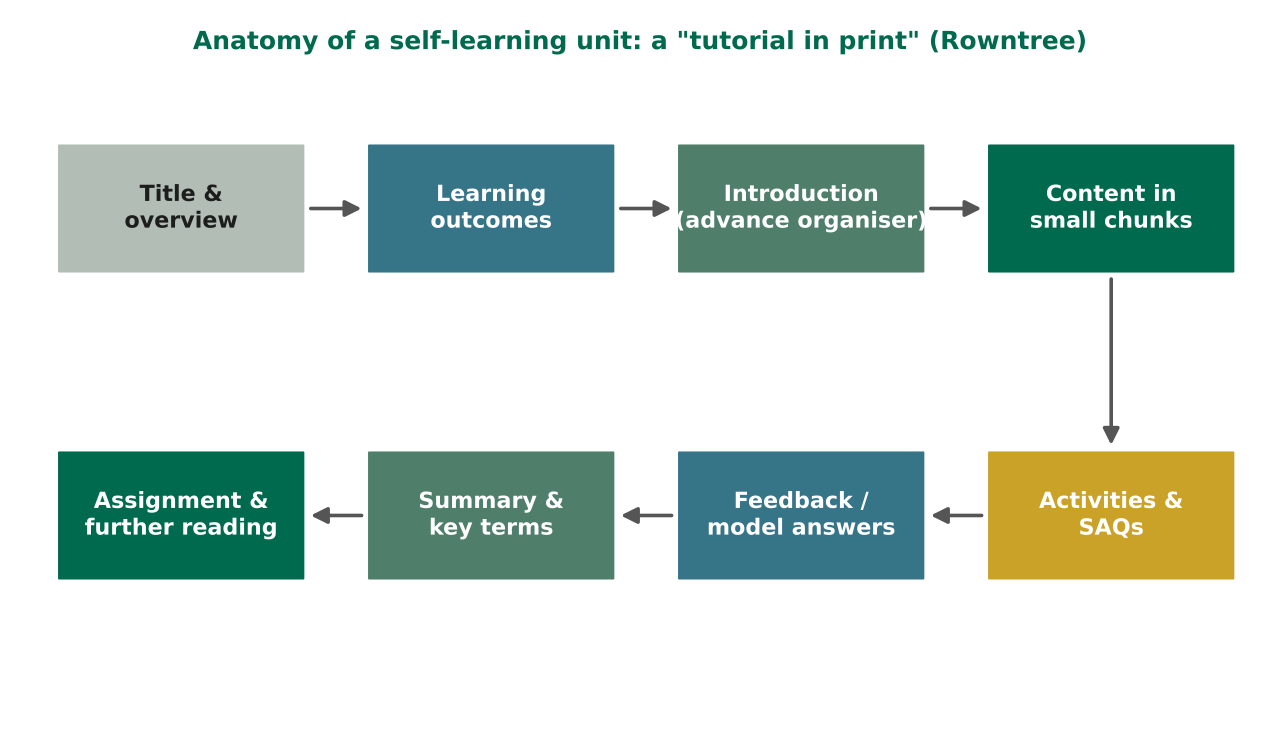 Anatomy of a self-learning unit: a "tutorial in print" (Rowntree)
Title &
overview
Learning
outcomes
Introduction
(advance organiser)
Content in
small chunks
Activities &
SAQs
Feedback /
model answers
Summary &
key terms
Assignment &
further reading